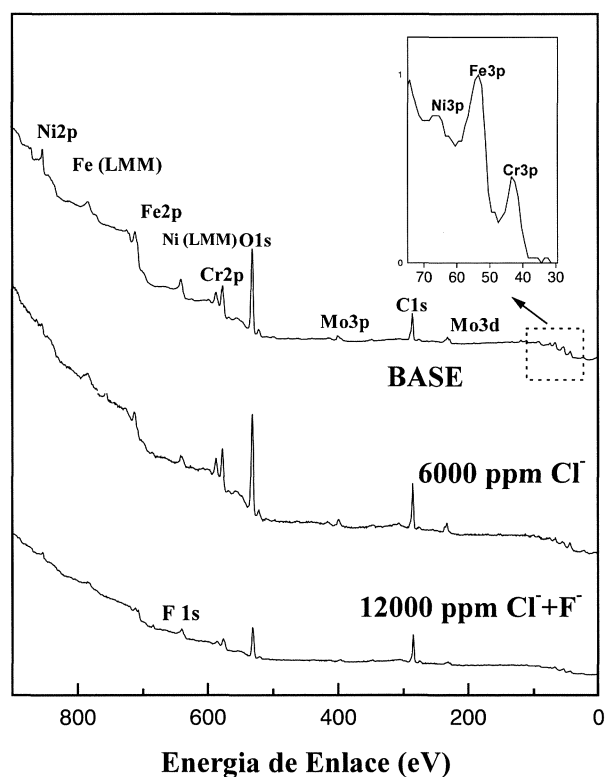 1
Fe3p
Ni3p
Cr3p
0
70 60 50 40 30
Ni2p
Fe (LMM)
Fe2p
Ni (LMM) O1s
Cr2p
Mo3p
C1s
Mo3d
BASE
6000 ppm Cl⁻
F 1s
12000 ppm Cl⁻+F⁻
800 600 400 200 0
Energia de Enlace (eV)